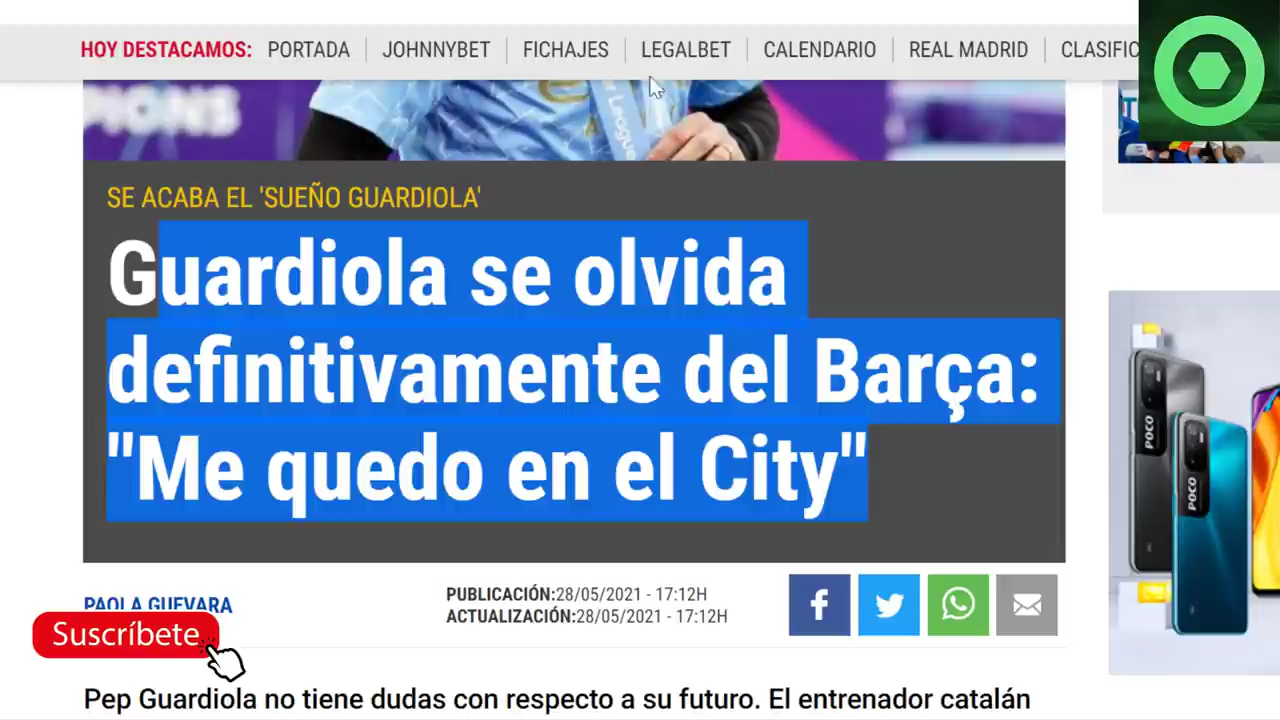 HOY DESTACAMOS: PORTADA JOHNNYBET FICHAJES LEGALBET CALENDARIO REAL MADRID CLASIFIC
PIONS
r League
SE ACABA EL 'SUEÑO GUARDIOLA'
Guardiola se olvida
definitivamente del Barça:
"Me quedo en el City"
PAOLA GUEVARA
PUBLICACIÓN:28/05/2021 - 17:12H
ACTUALIZACIÓN:28/05/2021 - 17:12H
Suscríbete
Pep Guardiola no tiene dudas con respecto a su futuro. El entrenador catalán
POCO
POCO